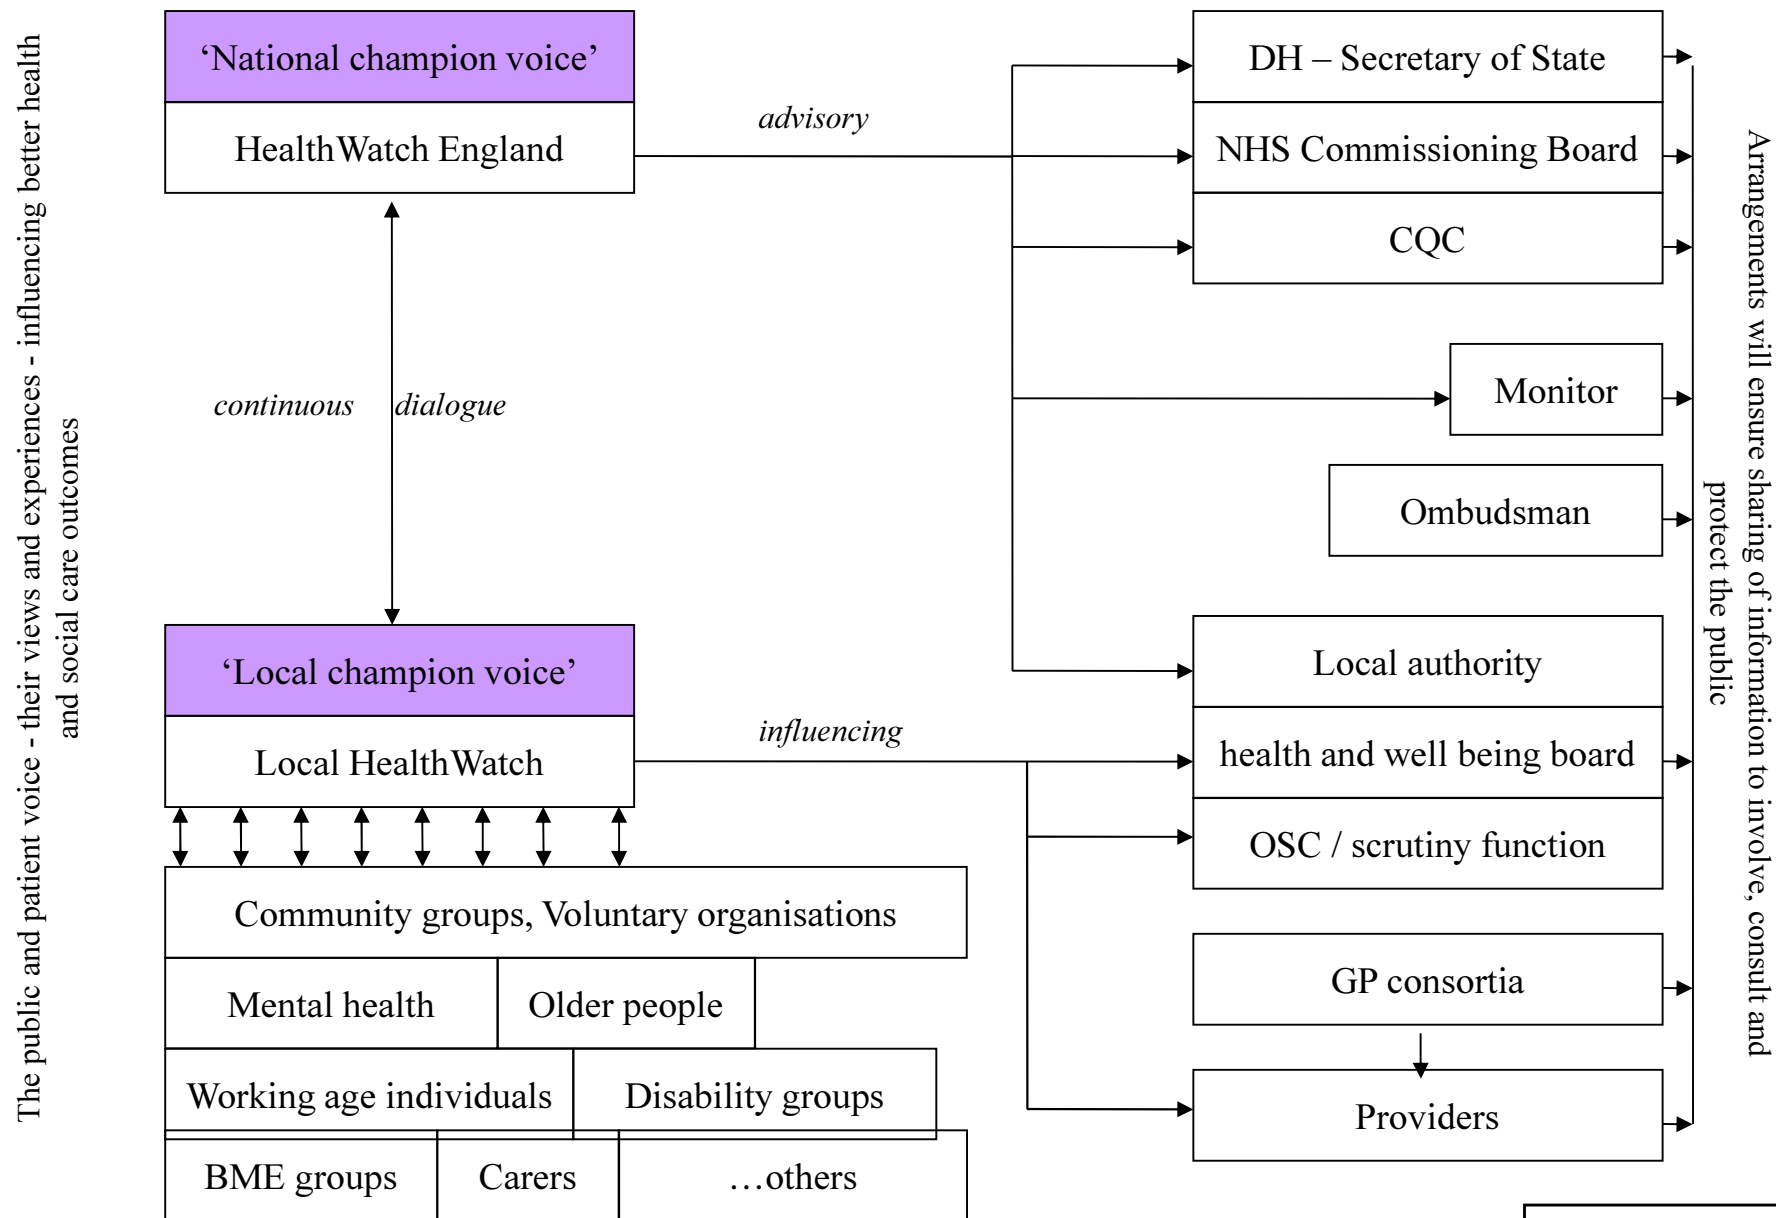 The public and patient voice - their views and experiences - influencing better health
and social care outcomes
‘National champion voice’
HealthWatch England
advisory
continuous dialogue
‘Local champion voice’
Local HealthWatch
influencing
Community groups, Voluntary organisations
Mental health
Older people
Working age individuals
Disability groups
BME groups
Carers
…others
DH – Secretary of State
NHS Commissioning Board
CQC
Monitor
Ombudsman
Local authority
health and well being board
OSC / scrutiny function
GP consortia
Providers
Arrangements will ensure sharing of information to involve, consult and
protect the public